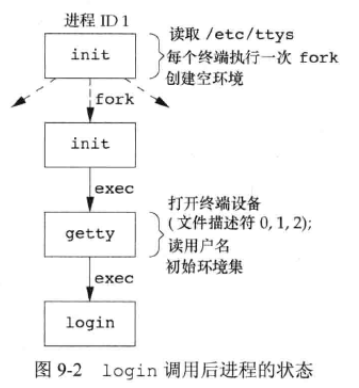 进程 ID 1
init
读取 /etc/ttys
每个终端执行一次 fork
创建空环境
fork
init
exec
getty
打开终端设备
(文件描述符 0, 1, 2);
读用户名
初始环境集
exec
login
图 9-2 login 调用后进程的状态